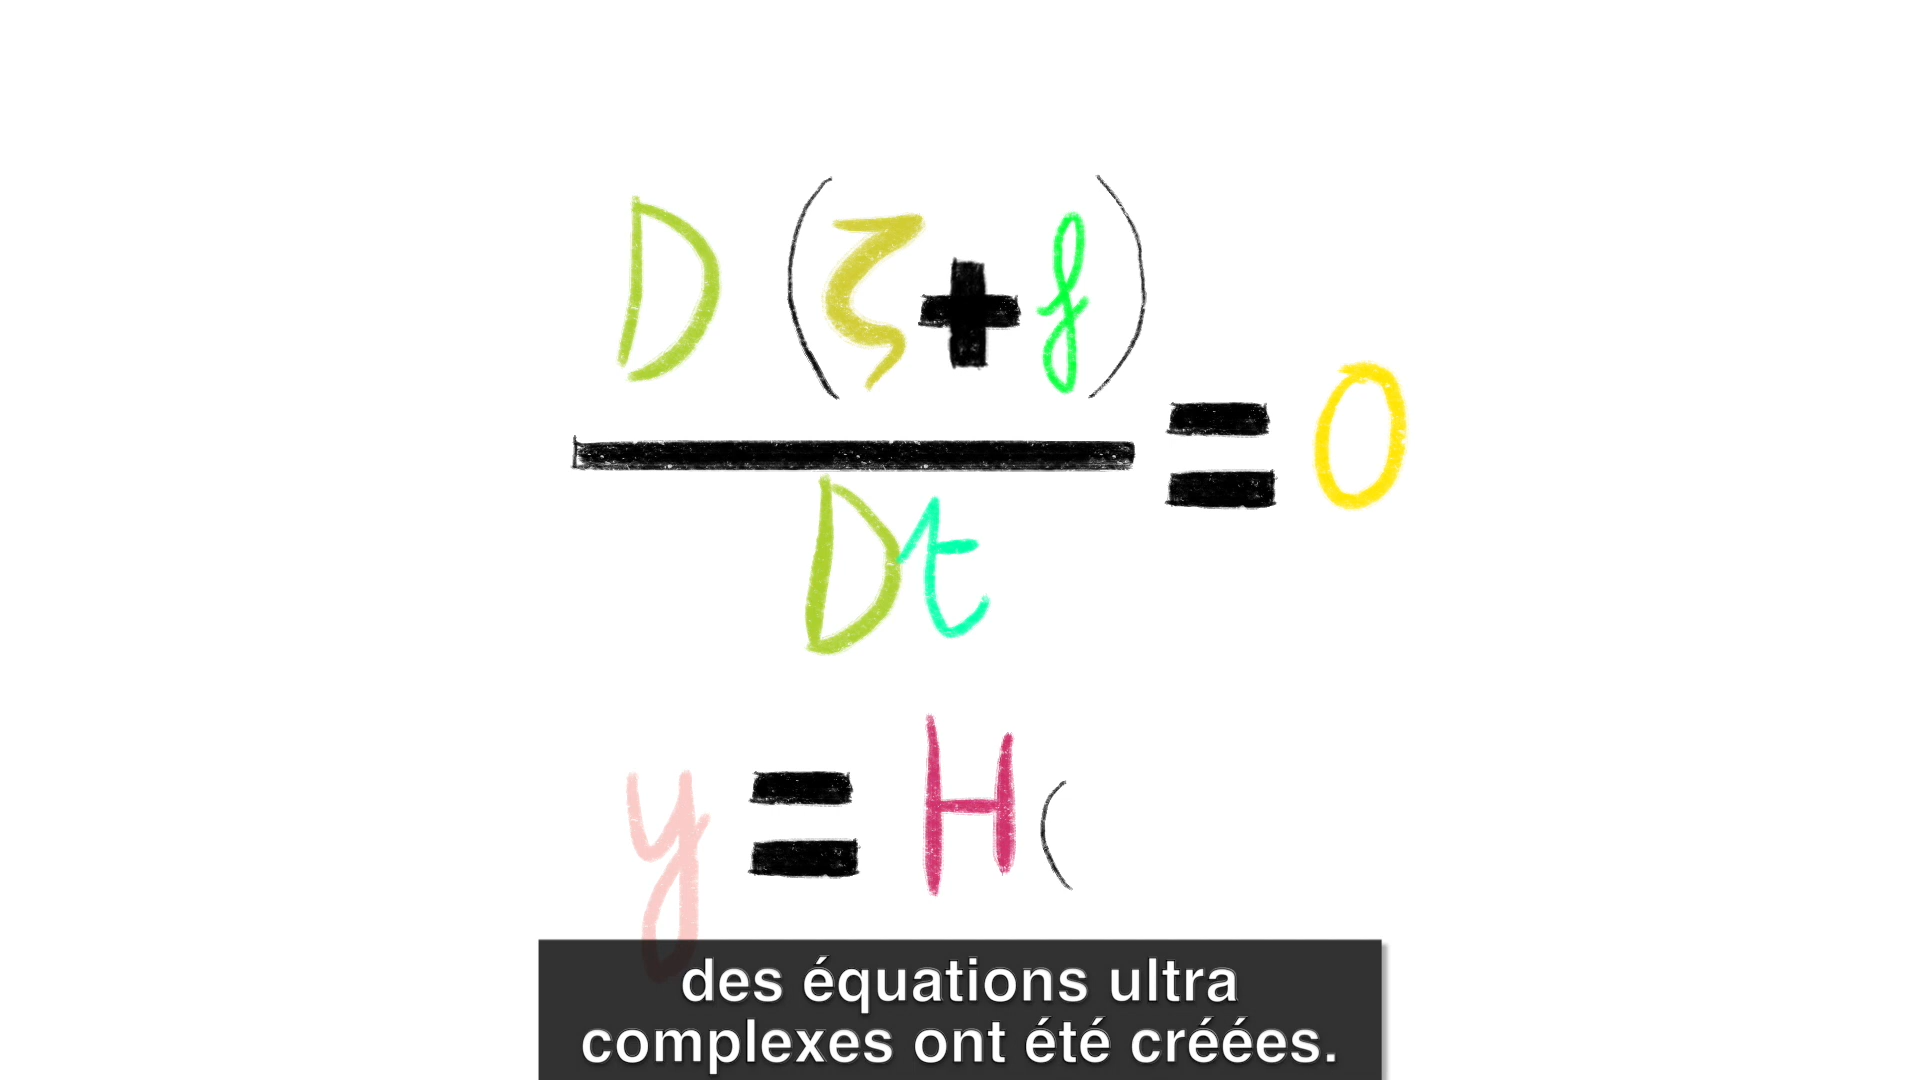 D (ζ + f)
= 0
Dt
y = H (
des équations ultra
complexes ont été créées.